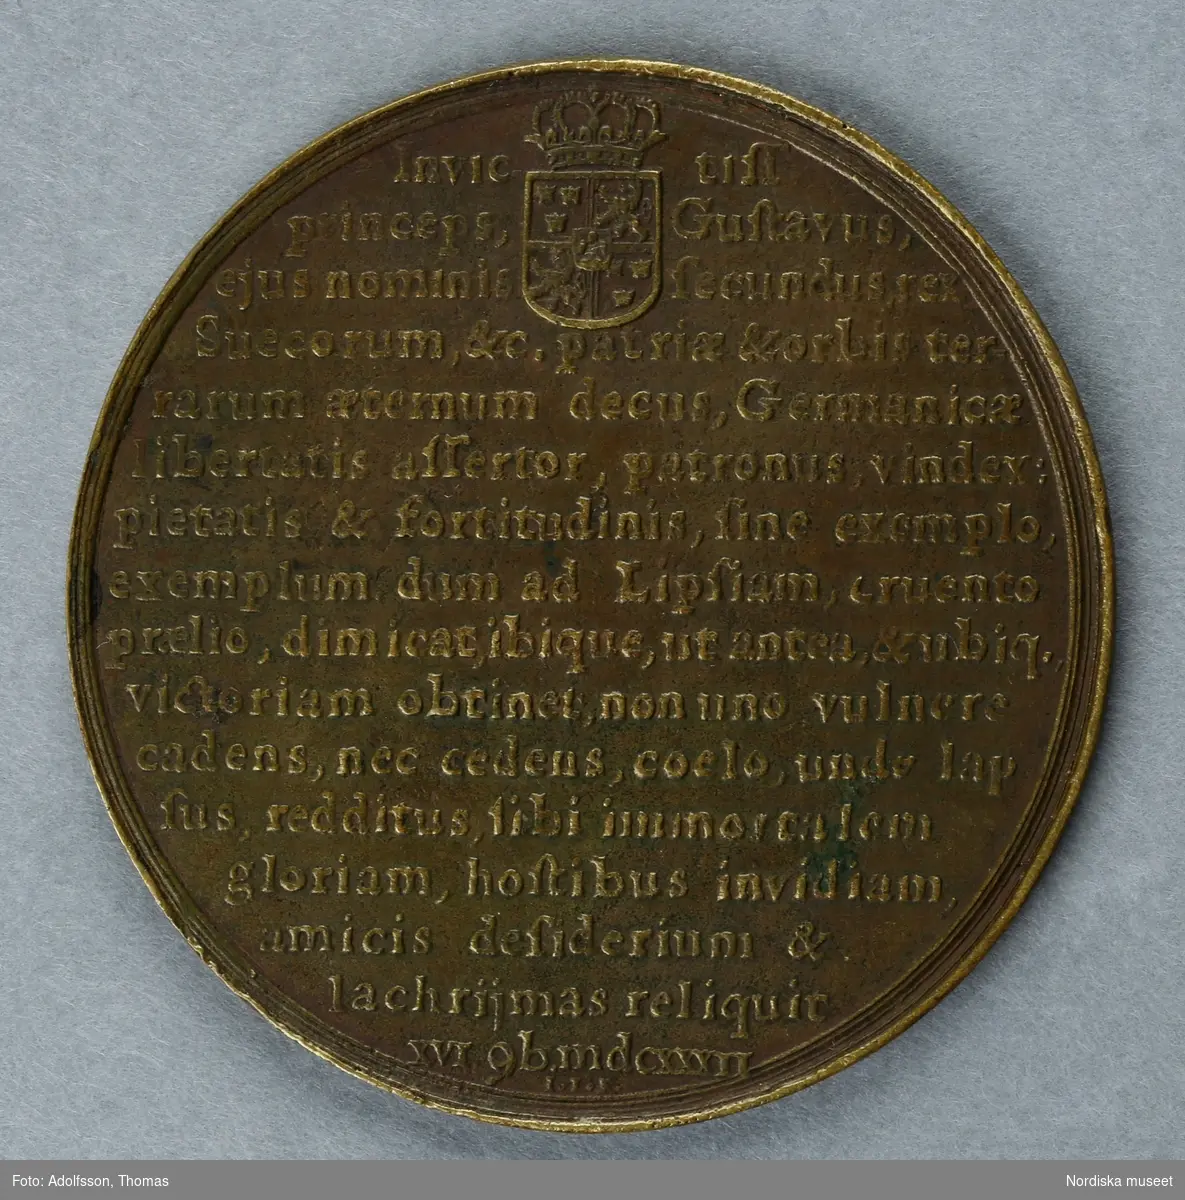 Invic tiss
princeps, Gustavus,
ejus nominis secundus, rex
Suecorum, &c. patriæ & orbis ter-
rarum æternum decus, Germanicæ
libertatis assertor, patronus, vindex:
pietatis & fortitudinis, sine exemplo,
exemplum dum ad Lipsiam, cruento
prælio, dimicat, ibique, ut antea, & ubiq.,
victoriam obtinet, non uno vulnere
cadens, nec cedens, coelo, unde lap
sus, redditus, sibi immortalem
gloriam, hostibus invidiam,
amicis desiderium &
lachrijmas reliquit
XVI 9b. mdcxxxII
Foto: Adolfsson, Thomas
Nordiska museet